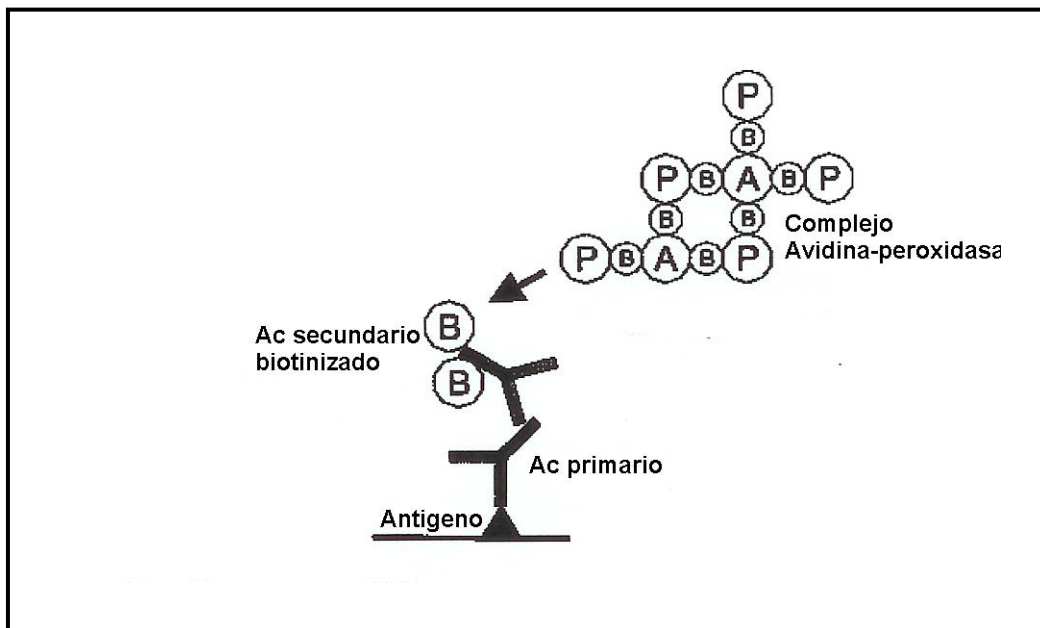 P
B
P B A B P
B B
Complejo
Avidina-peroxidasa
P B A B P
B
Ac secundario
biotinizado
B
Ac primario
Antigeno